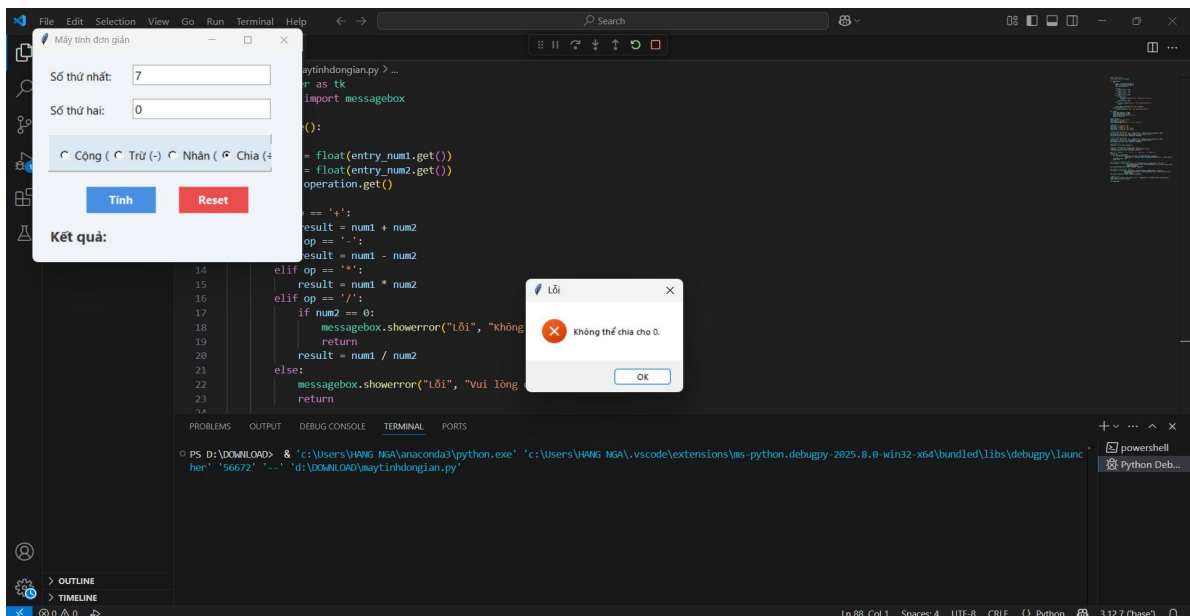 File Edit Selection View Go Run Terminal Help
Search
Máy tính đơn giản
Số thứ nhất: 7
Số thứ hai: 0
Cộng ( Trừ (-) Nhân ( Chia (÷
Tính Reset
Kết quả:
aytinhdongian.py > ...
r as tk
import messagebox
():
= float(entry_num1.get())
= float(entry_num2.get())
operation.get()
== '+':
result = num1 + num2
op == '-':
result = num1 - num2
14 elif op == '*':
15 result = num1 * num2
16 elif op == '/':
17 if num2 == 0:
18 messagebox.showerror("Lỗi", "Không
19 return
20 result = num1 / num2
21 else:
22 messagebox.showerror("Lỗi", "Vui lòng
23 return
24
Lỗi
Không thể chia cho 0.
OK
PROBLEMS OUTPUT DEBUG CONSOLE TERMINAL PORTS
PS D:\DOWNLOAD> & 'c:\Users\HANG NGA\anaconda3\python.exe' 'c:\Users\HANG NGA\.vscode\extensions\ms-python.debugpy-2025.8.0-win32-x64\bundled\libs\debugpy\launc
her' '56672' '--' 'd:\DOWNLOAD\maytinhdongian.py'
powershell
Python Deb...
OUTLINE
TIMELINE
0 0 Ln 88, Col 1 Spaces: 4 UTF-8 CRLF {} Python 3.12.7 ('base')